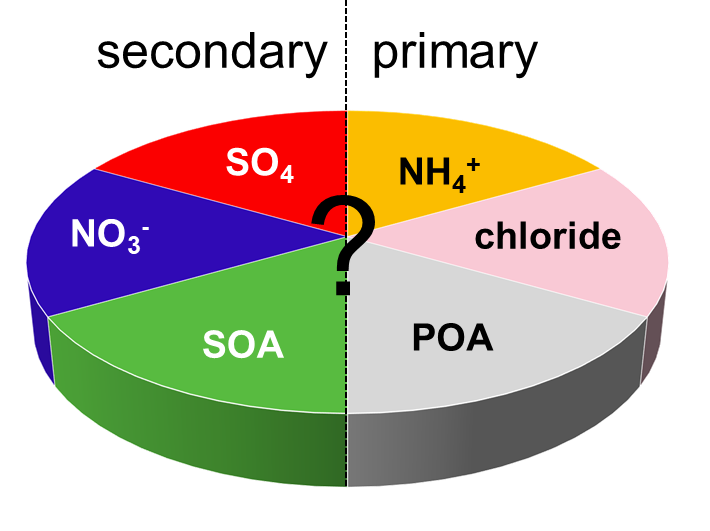 secondary primary
SO₄ NH₄⁺
NO₃⁻ chloride
?
SOA POA